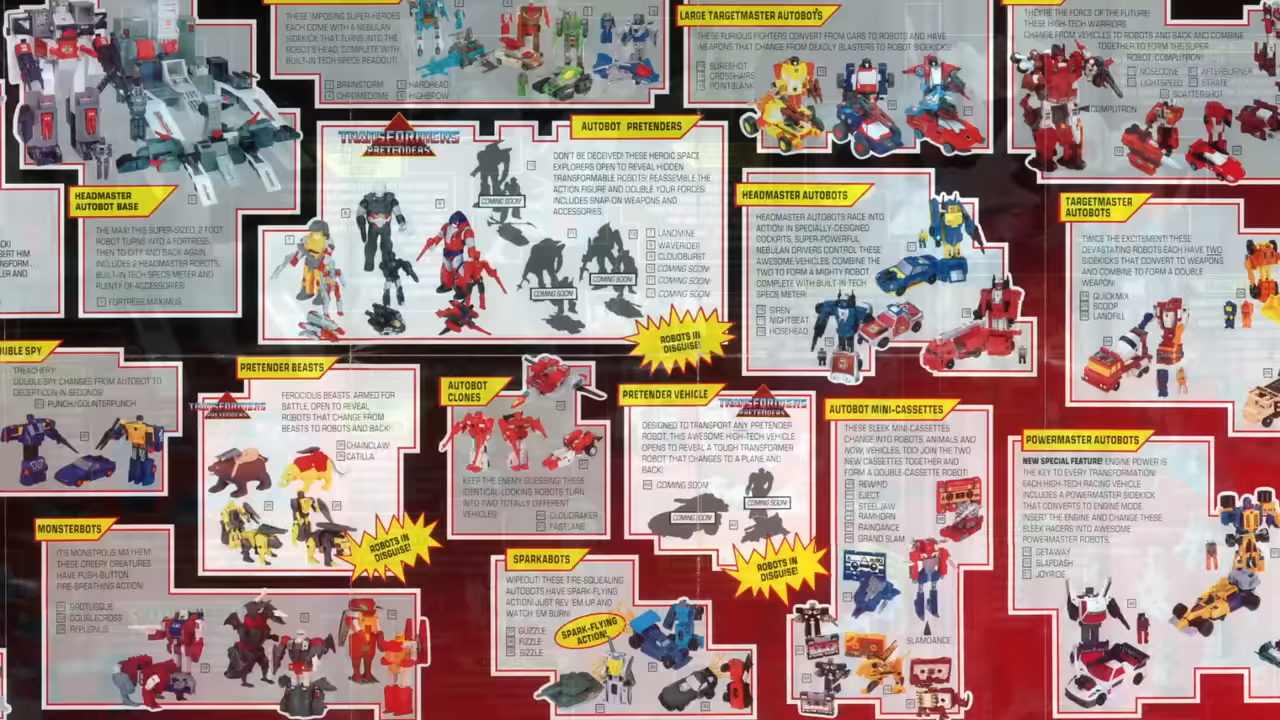 THESE IMPOSING SUPER-HEROES
EACH COME WITH A NEBULAN
SIDEKICK THAT TURNS INTO THE
ROBOT'S HEAD, COMPLETE WITH
BUILT-IN TECH SPECS READOUT!
BRAINSTORM
CHROMEDOME
HARDHEAD
HIGHBROW
LARGE TARGETMASTER AUTOBOTS
THESE FURIOUS FIGHTERS CONVERT FROM CARS TO ROBOTS AND HAVE
WEAPONS THAT CHANGE FROM DEADLY BLASTERS TO ROBOT SIDEKICKS!
SURESHOT
CROSSHAIRS
POINTBLANK
THEY'RE THE FORCE OF THE FUTURE!
THESE HIGH-TECH WARRIORS
CHANGE FROM VEHICLES TO ROBOTS AND BACK AND COMBINE
TOGETHER TO FORM THE SUPER
ROBOT, COMPUTRON!
NOSECONE
LIGHTSPEED
AFTERBURNER
STRAFE
SCATTERSHOT
COMPUTRON
HEADMASTER
AUTOBOT BASE
THE MAX! THIS SUPER-SIZED, 2 FOOT
ROBOT TURNS INTO A FORTRESS,
THEN TO CITY AND BACK AGAIN.
INCLUDES 2 HEADMASTER ROBOTS,
BUILT-IN TECH SPECS METER AND
PLENTY OF ACCESSORIES!
FORTRESS MAXIMUS
TRANSFORMERS
PRETENDERS
AUTOBOT PRETENDERS
DON'T BE DECEIVED! THESE HEROIC SPACE
EXPLORERS OPEN TO REVEAL HIDDEN
TRANSFORMABLE ROBOTS! REASSEMBLE THE
ACTION FIGURE AND DOUBLE YOUR FORCES!
INCLUDES SNAP-ON WEAPONS AND
ACCESSORIES.
COMING SOON!
COMING SOON!
COMING SOON!
7 LANDMINE
8 WAVERIDER
9 CLOUDBURST
10 COMING SOON!
11 COMING SOON!
12 COMING SOON!
ROBOTS IN
DISGUISE!
HEADMASTER AUTOBOTS
HEADMASTER AUTOBOTS RACE INTO
ACTION! IN SPECIALLY-DESIGNED
COCKPITS, SUPER-POWERFUL
NEBULAN DRIVERS CONTROL THESE
AWESOME VEHICLES. COMBINE THE
TWO TO FORM A MIGHTY ROBOT
COMPLETE WITH BUILT-IN TECH
SPECS METER!
SIREN
NIGHTBEAT
HOSEHEAD
TARGETMASTER
AUTOBOTS
TWICE THE EXCITEMENT! THESE
DEVASTATING ROBOTS EACH HAVE TWO
SIDEKICKS THAT CONVERT TO WEAPONS
AND COMBINE TO FORM A DOUBLE
WEAPON!
QUICKMIX
SCOOP
LANDFILL
DOUBLE SPY
TREACHERY!
DOUBLE SPY CHANGED FROM AUTOBOT TO
DECEPTICON IN SECONDS!
PUNCH/COUNTERPUNCH
PRETENDER BEASTS
TRANSFORMERS
PRETENDERS
FEROCIOUS BEASTS, ARMED FOR
BATTLE, OPEN TO REVEAL
ROBOTS THAT CHANGE FROM
BEASTS TO ROBOTS AND BACK!
CHAINCLAW
CATILLA
ROBOTS IN
DISGUISE!
AUTOBOT
CLONES
KEEP THE ENEMY GUESSING! THESE
IDENTICAL-LOOKING ROBOTS TURN
INTO TWO TOTALLY DIFFERENT
VEHICLES.
CLOUDRAKER
FASTLANE
PRETENDER VEHICLE
TRANSFORMERS
PRETENDERS
DESIGNED TO TRANSPORT ANY PRETENDER
ROBOT, THIS AWESOME HIGH-TECH VEHICLE
OPENS TO REVEAL A TOUGH TRANSFORMER
ROBOT THAT CHANGES TO A PLANE AND
BACK!
COMING SOON!
COMING SOON!
COMING SOON!
ROBOTS IN
DISGUISE!
AUTOBOT MINI-CASSETTES
THESE SLEEK MINI-CASSETTES
CHANGE INTO ROBOTS, ANIMALS AND
NOW, VEHICLES, TOO! JOIN THE TWO
NEW CASSETTES TOGETHER AND
FORM A DOUBLE-CASSETTE ROBOT!
REWIND
EJECT
STEELJAW
RAMHORN
RAINDANCE
GRAND SLAM
SLAMDANCE
POWERMASTER AUTOBOTS
NEW SPECIAL FEATURE! ENGINE POWER IS
THE KEY TO EVERY TRANSFORMATION!
EACH HIGH-TECH RACING VEHICLE
INCLUDES A POWERMASTER SIDEKICK
THAT CONVERTS TO ENGINE MODE.
INSERT THE ENGINE AND CHANGE THESE
SLEEK RACERS INTO AWESOME
POWERMASTER ROBOTS.
GETAWAY
SLAPDASH
JOYRIDE
MONSTERBOTS
IT'S MONSTROUS MAYHEM!
THESE CREEPY CREATURES
HAVE PUSH-BUTTON,
FIRE-BREATHING ACTION!
GROTUSQUE
DOUBLECROSS
REPUGNUS
SPARKABOTS
WIPEOUT! THESE TIRE-SQUEALING
AUTOBOTS HAVE SPARK-FLYING
ACTION! JUST REV 'EM UP AND
WATCH 'EM BURN!
GUZZLE
FIZZLE
SIZZLE
SPARK-FLYING
ACTION!